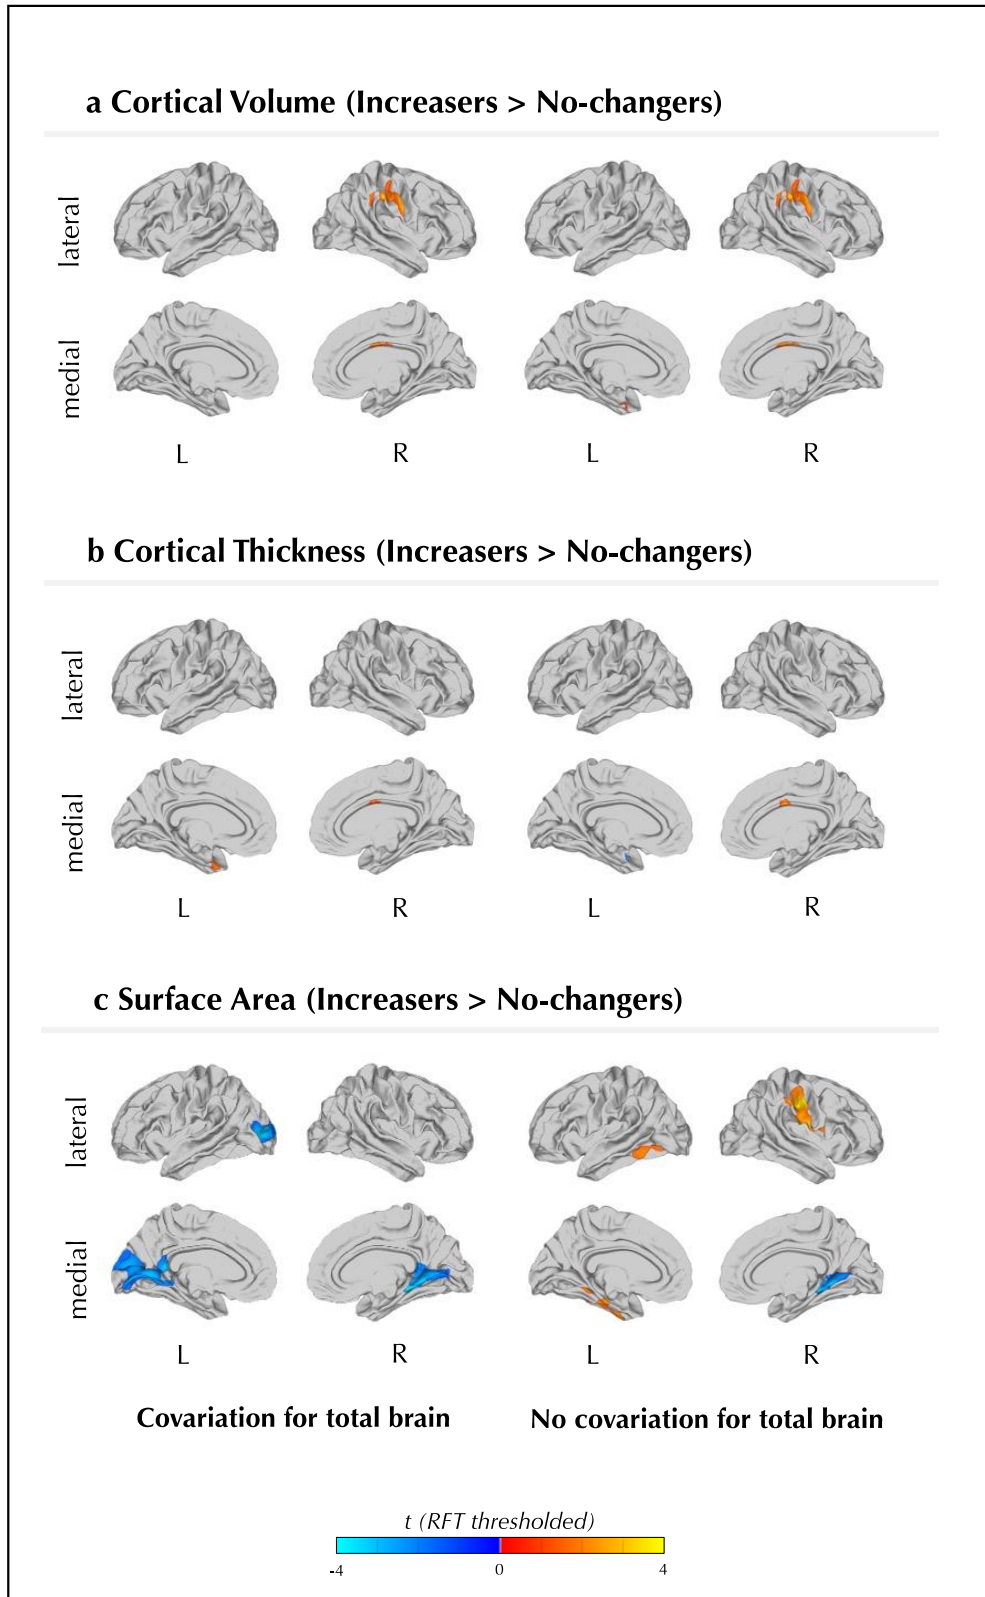 a Cortical Volume (Increasers > No-changers)
lateral
medial
L R L R
b Cortical Thickness (Increasers > No-changers)
lateral
medial
L R L R
c Surface Area (Increasers > No-changers)
lateral
medial
L R L R
Covariation for total brain No covariation for total brain
t (RFT thresholded)
-4 0 4